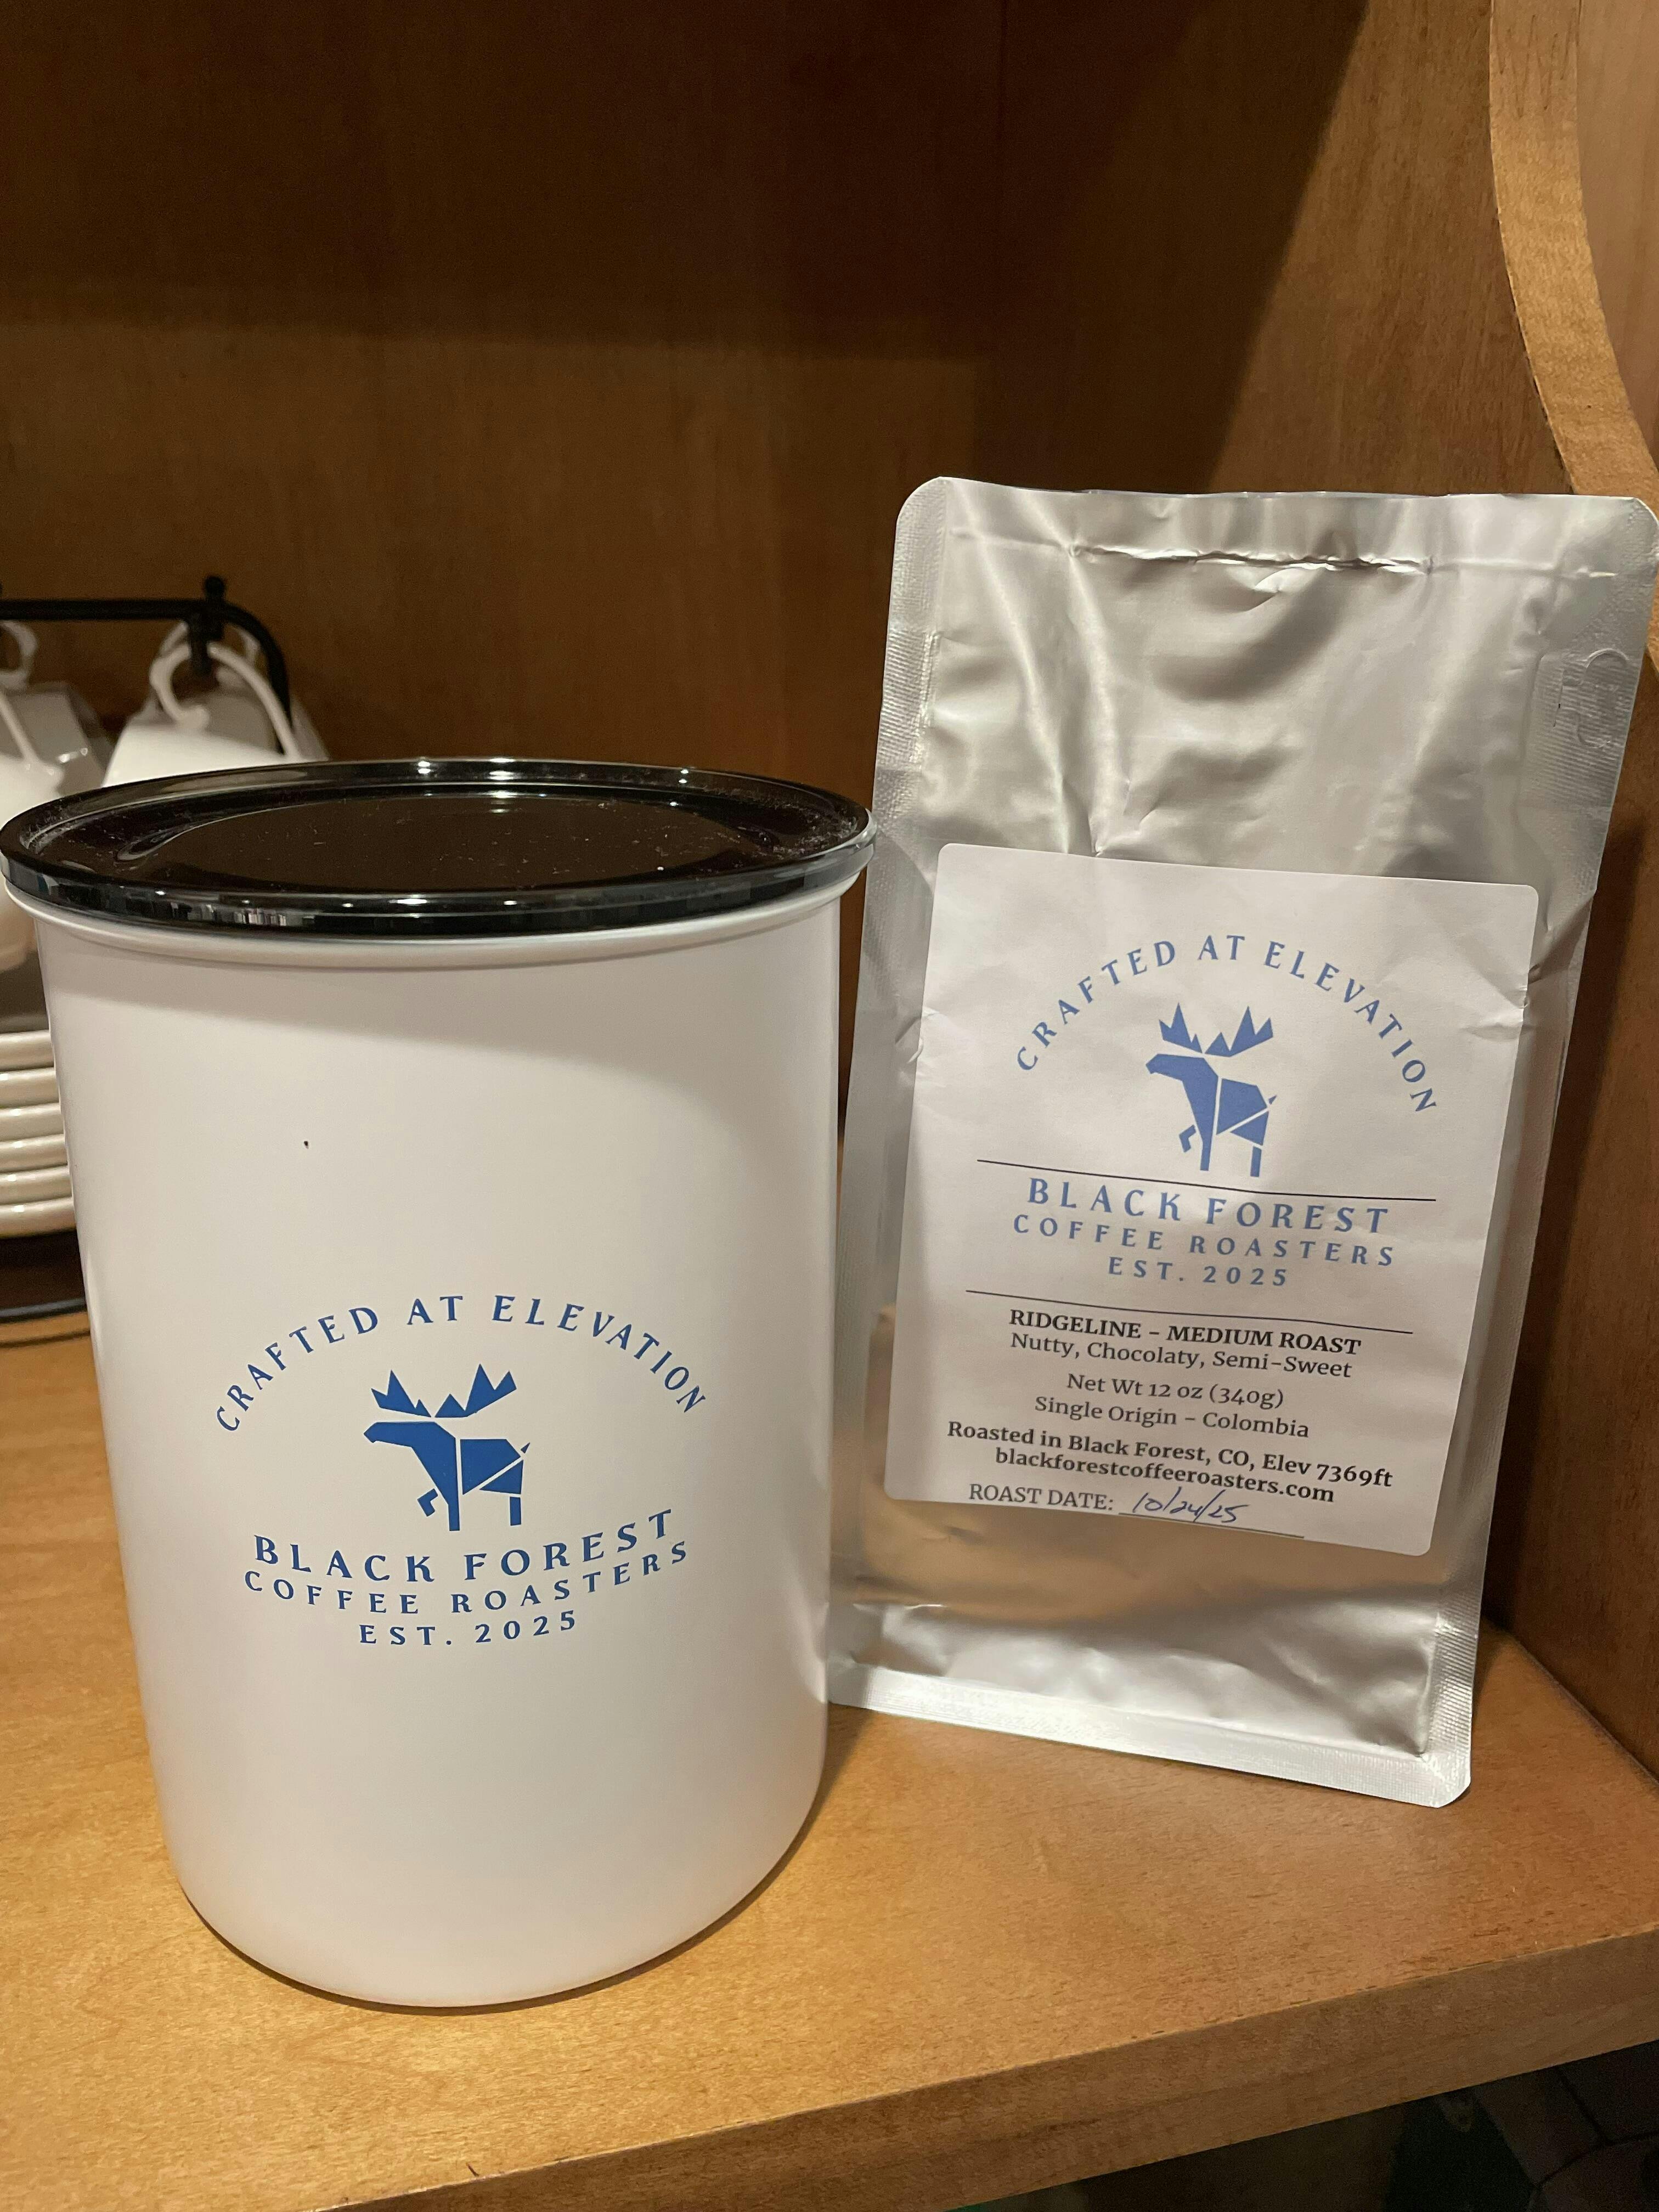 CRAFTED AT ELEVATION
BLACK FOREST
COFFEE ROASTERS
EST. 2025
CRAFTED AT ELEVATION
BLACK FOREST
COFFEE ROASTERS
EST. 2025
RIDGELINE – MEDIUM ROAST
Nutty, Chocolaty, Semi-Sweet
Net Wt 12 oz (340g)
Single Origin – Colombia
Roasted in Black Forest, CO, Elev 7369ft
blackforestcoffeeroasters.com
ROAST DATE: 10/24/25